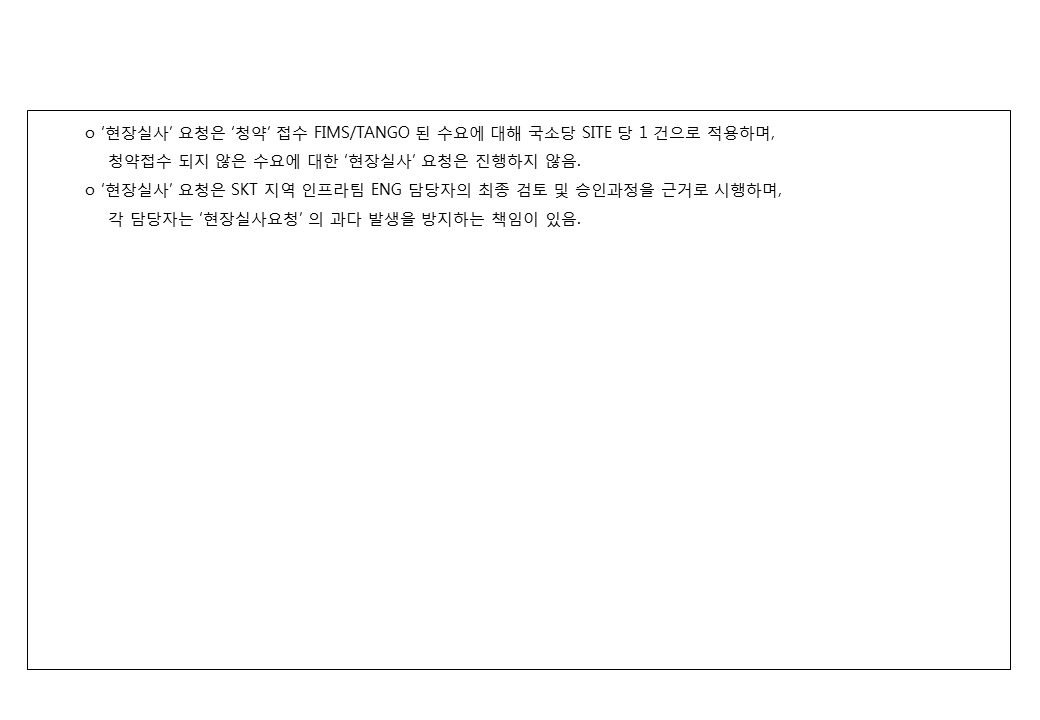 o '현장실사' 요청은 '청약' 접수 FIMS/TANGO 된 수요에 대해 국소당 SITE 당 1 건으로 적용하며,
청약접수 되지 않은 수요에 대한 '현장실사' 요청은 진행하지 않음.
o '현장실사' 요청은 SKT 지역 인프라팀 ENG 담당자의 최종 검토 및 승인과정을 근거로 시행하며,
각 담당자는 '현장실사요청' 의 과다 발생을 방지하는 책임이 있음.